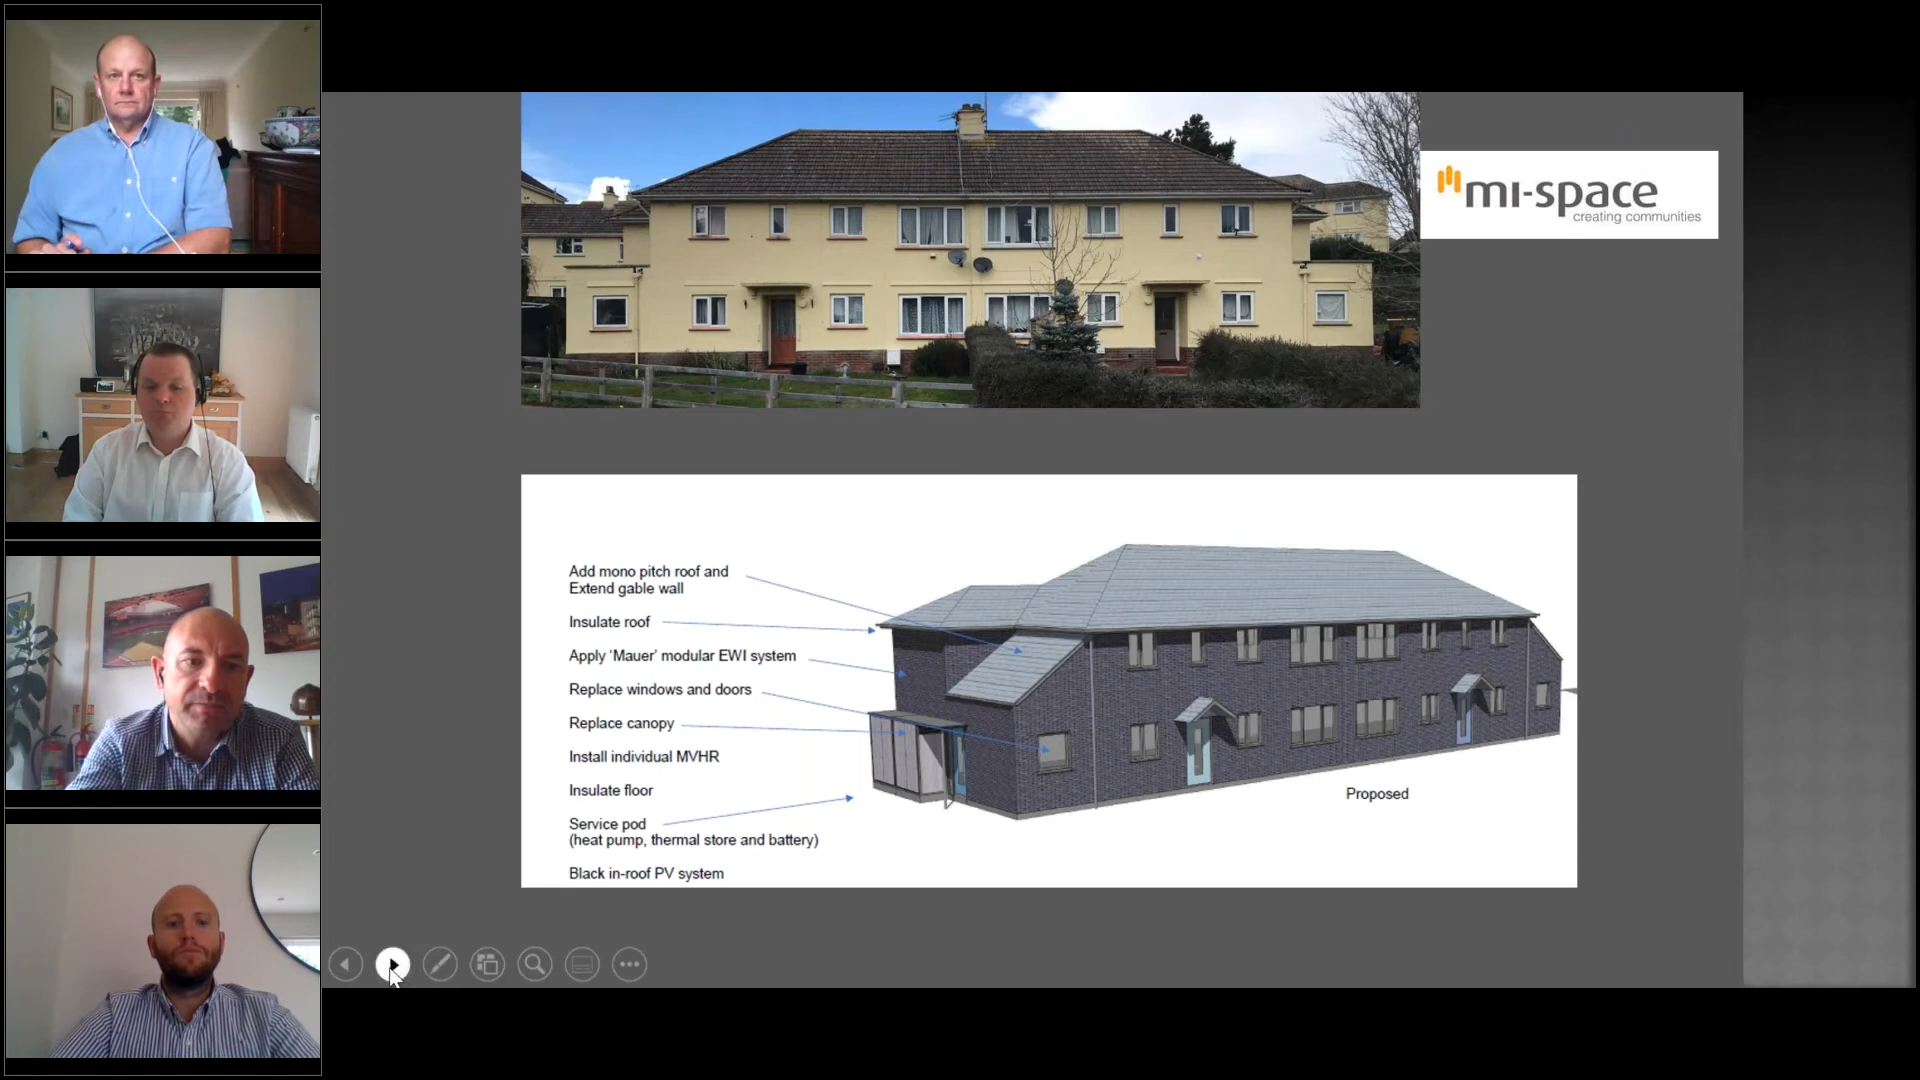 mi-space
creating communities
Add mono pitch roof and
Extend gable wall
Insulate roof
Apply ‘Mauer’ modular EWI system
Replace windows and doors
Replace canopy
Install individual MVHR
Insulate floor
Service pod
(heat pump, thermal store and battery)
Black in-roof PV system
Proposed